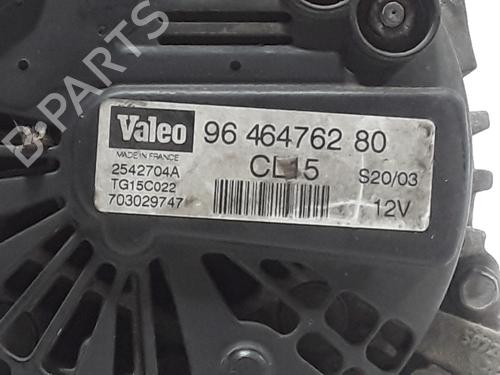 B-PARTS
Valeo
96 464762 80
MADE IN FRANCE
CL15
S20/03
2542704A
TG15C022
703029747
12V